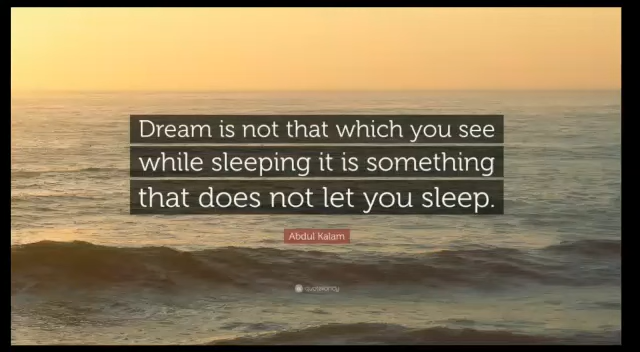 Dream is not that which you see
while sleeping it is something
that does not let you sleep.
Abdul Kalam
quotefancy